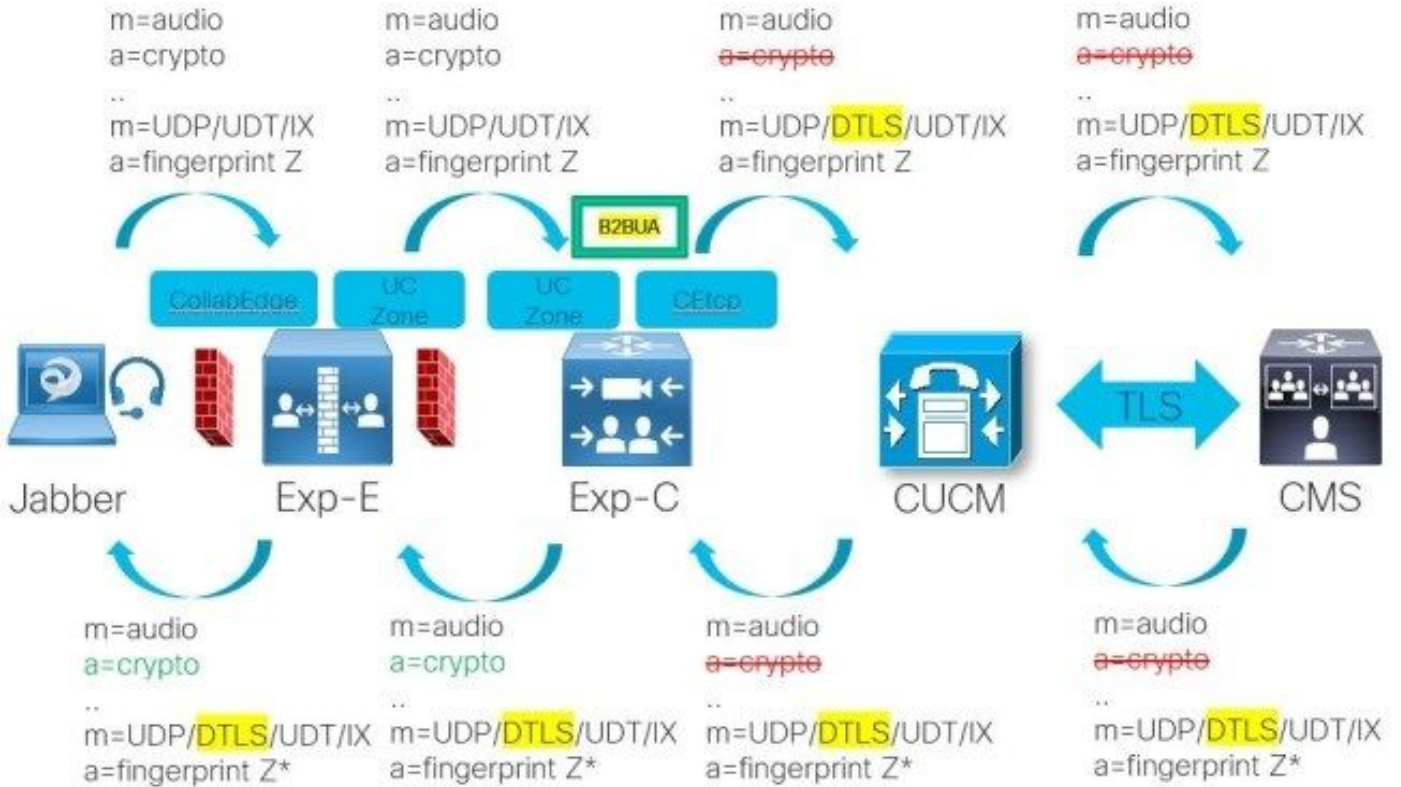 m=audio
a=crypto
..
m=UDP/UDT/IX
a=fingerprint Z
m=audio
a=crypto
..
m=UDP/UDT/IX
a=fingerprint Z
m=audio
a=crypto
..
m=UDP/DTLS/UDT/IX
a=fingerprint Z
m=audio
a=crypto
..
m=UDP/DTLS/UDT/IX
a=fingerprint Z
B2BUA
CollabEdge
UC
Zone
UC
Zone
CEtcp
TLS
Jabber
Exp-E
Exp-C
CUCM
CMS
m=audio
a=crypto
..
m=UDP/DTLS/UDT/IX
a=fingerprint Z*
m=audio
a=crypto
..
m=UDP/DTLS/UDT/IX
a=fingerprint Z*
m=audio
a=crypto
..
m=UDP/DTLS/UDT/IX
a=fingerprint Z*
m=audio
a=crypto
..
m=UDP/DTLS/UDT/IX
a=fingerprint Z*